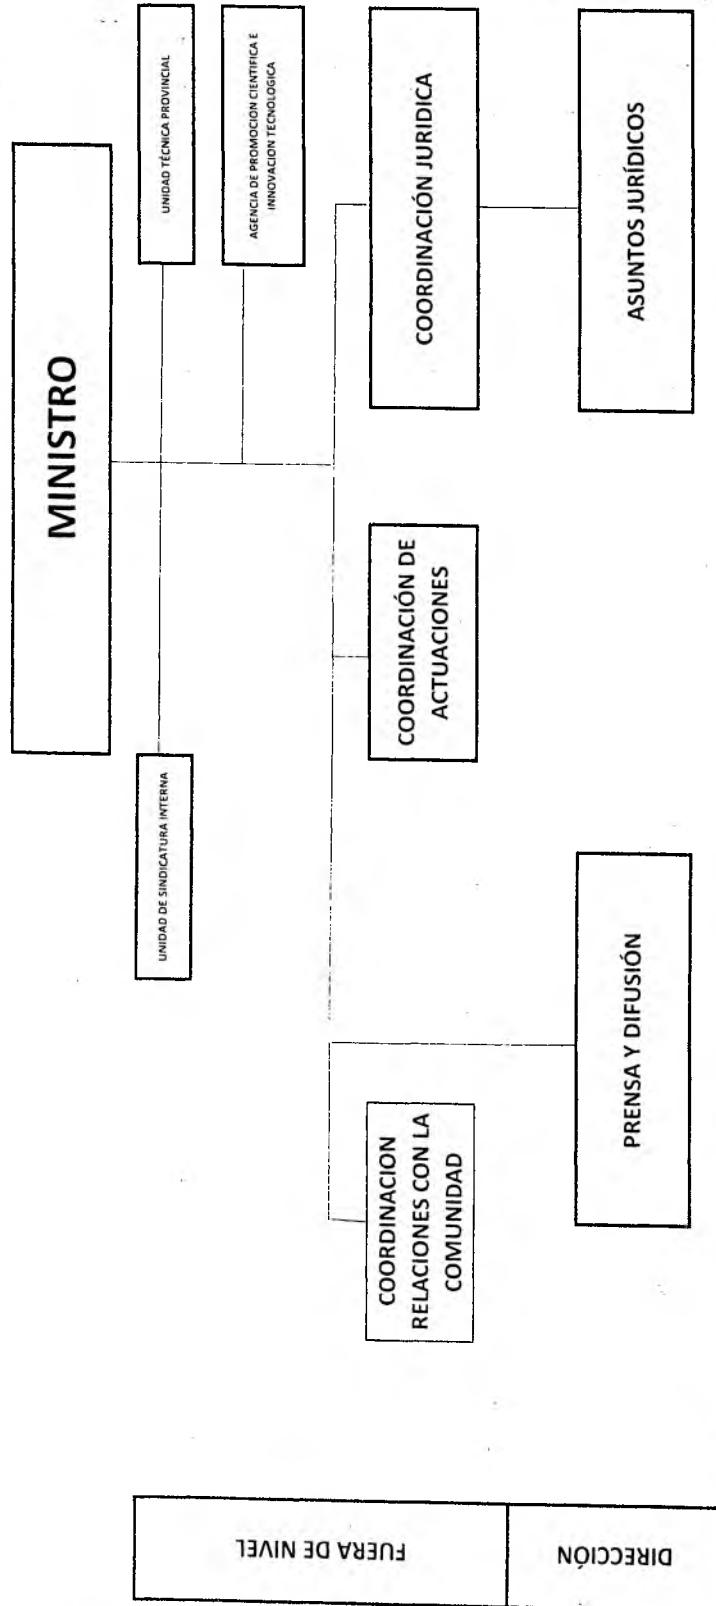 MINISTRO
UNIDAD DE SINDICATURA INTERNA
UNIDAD TÉCNICA PROVINCIAL
AGENCIA DE PROMOCION CIENTIFICA E
INNOVACION TECNOLOGICA
FUERA DE NIVEL
COORDINACION
RELACIONES CON LA
COMUNIDAD
COORDINACIÓN DE
ACTUACIONES
COORDINACIÓN JURIDICA
DIRECCIÓN
PRENSA Y DIFUSIÓN
ASUNTOS JURÍDICOS